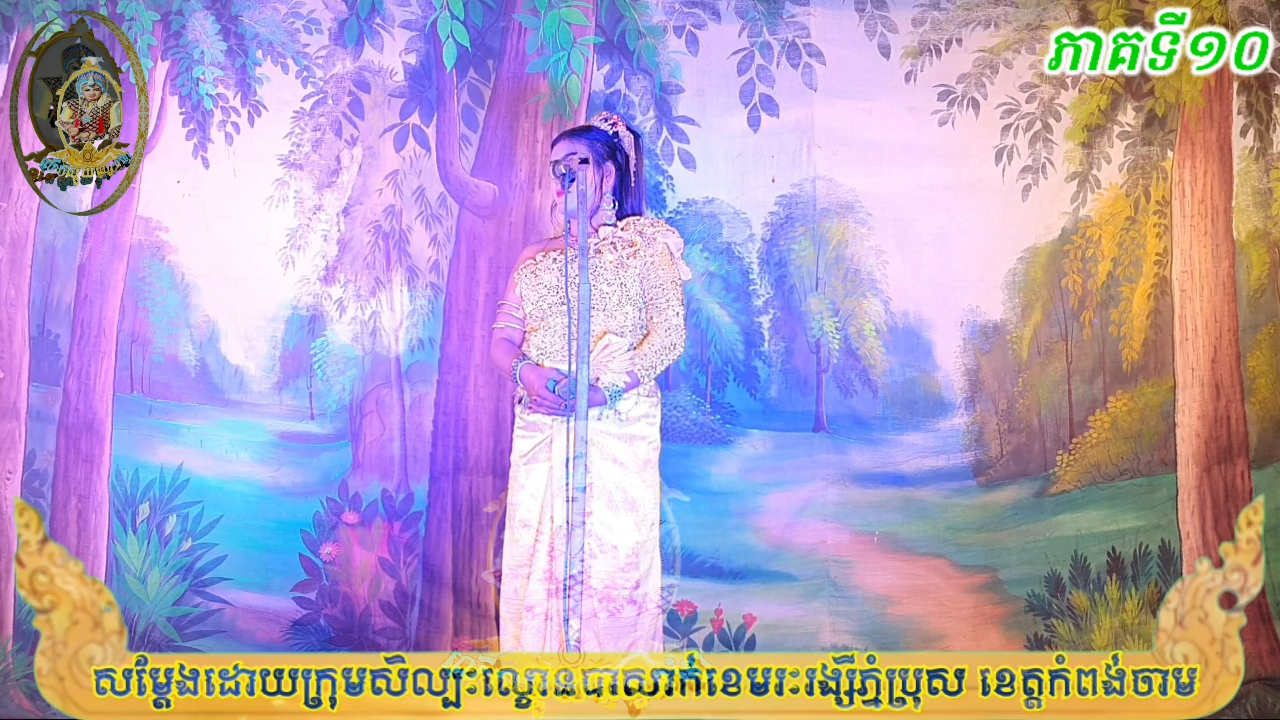 ភាគទី១០
សម្ដែងដោយក្រុមសិល្បៈល្ខោនបាសាក់ខេមរៈរង្សីភ្នំប្រុស ខេត្តកំពង់ចាម